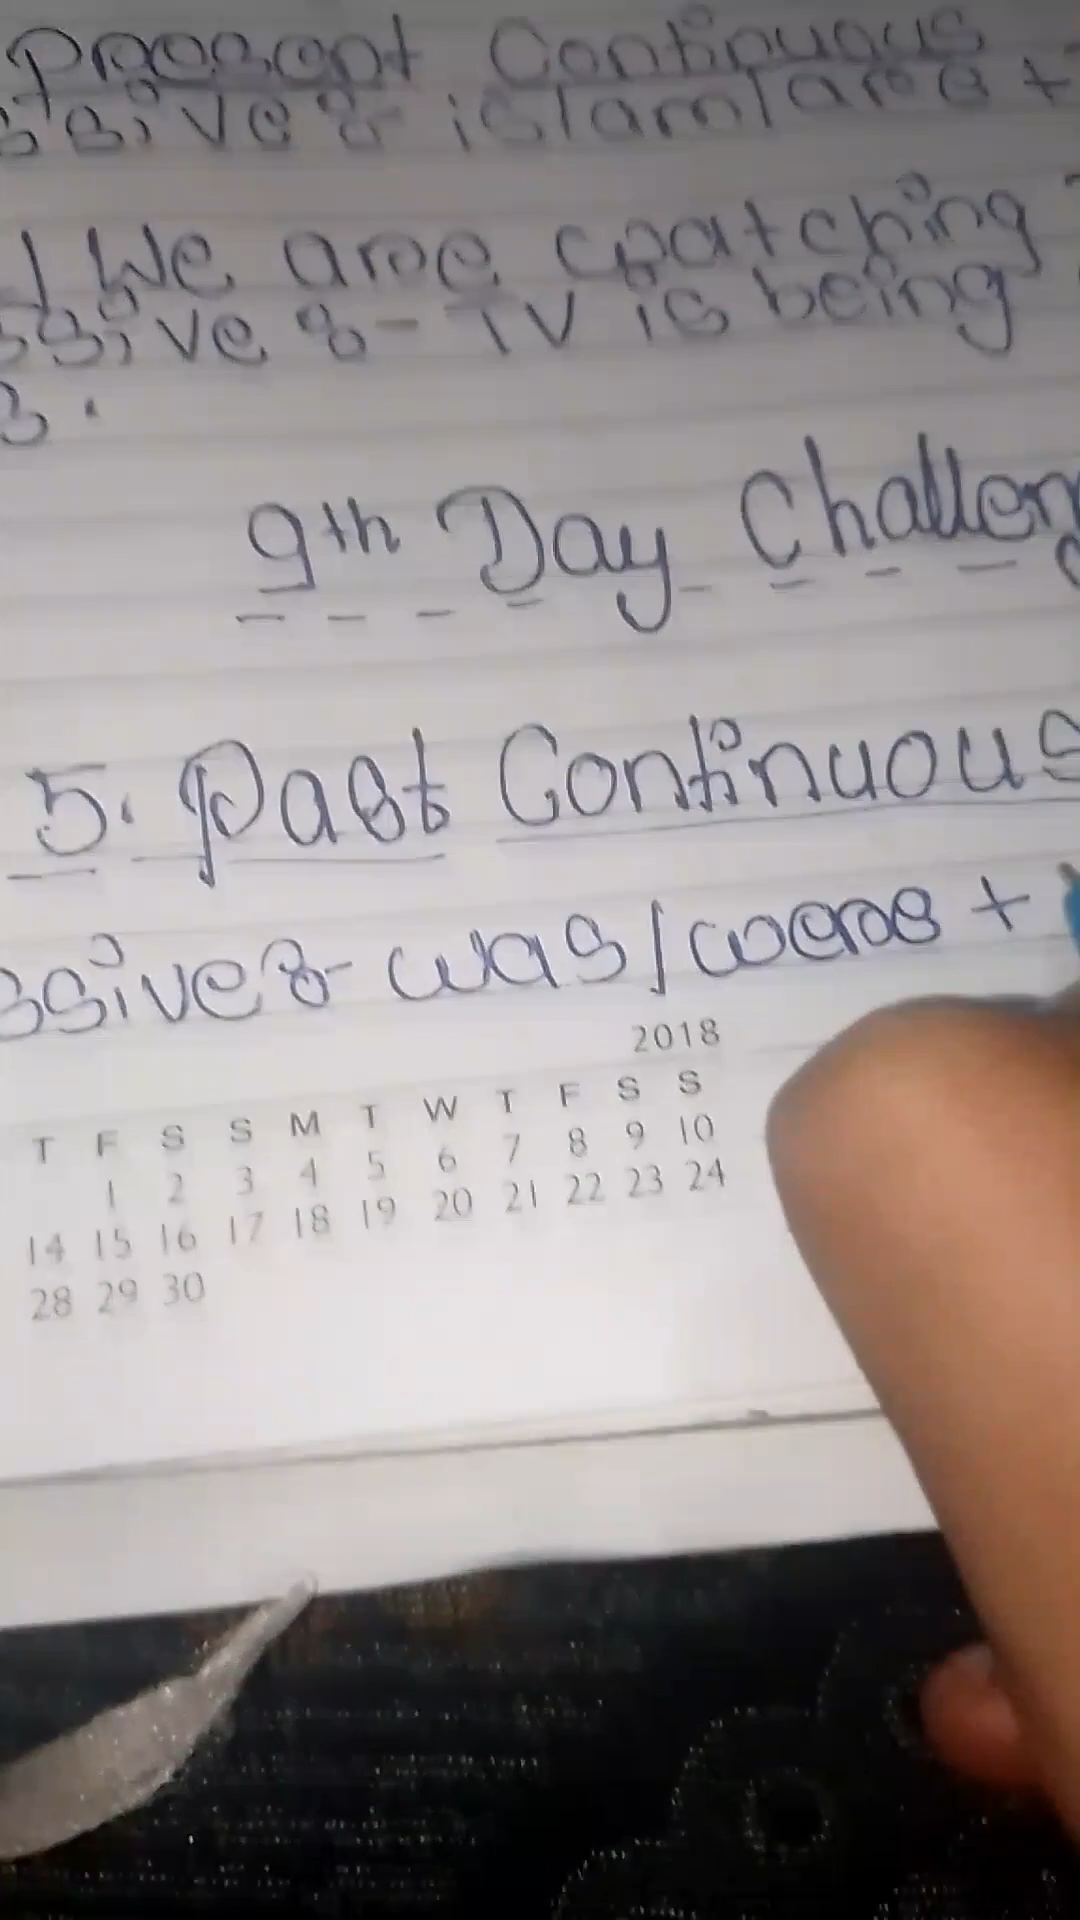 Present Continuous
ssive:- is/am/are +
We are watching
ssive:- TV is being
s.
9th Day Challeng
5. Past Continuous
ssive:- was/were +
2018
T F S S M T W T F S S
1 2 3 4 5 6 7 8 9 10
14 15 16 17 18 19 20 21 22 23 24
28 29 30